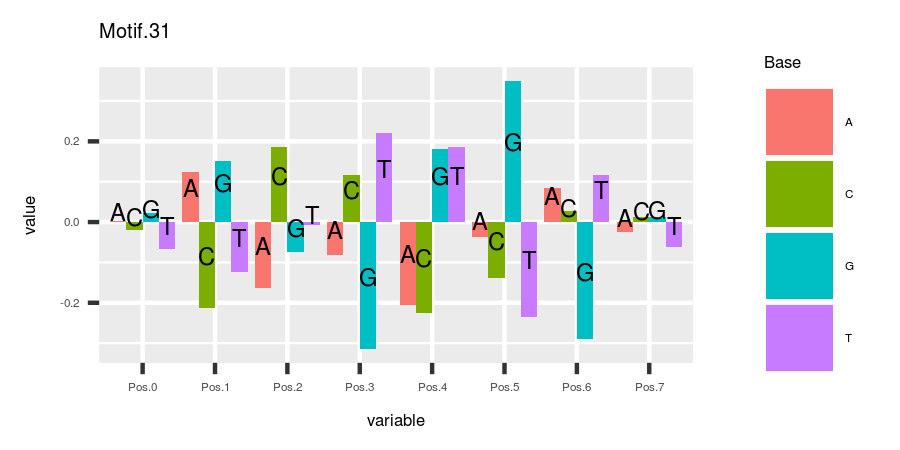 Motif.31
value
0.2
0.0
-0.2
A C G T
A C G T
A C G T
A C G T
A C G T
A C G T
A C G T
A C G T
Pos.0 Pos.1 Pos.2 Pos.3 Pos.4 Pos.5 Pos.6 Pos.7
variable
Base
A
C
G
T